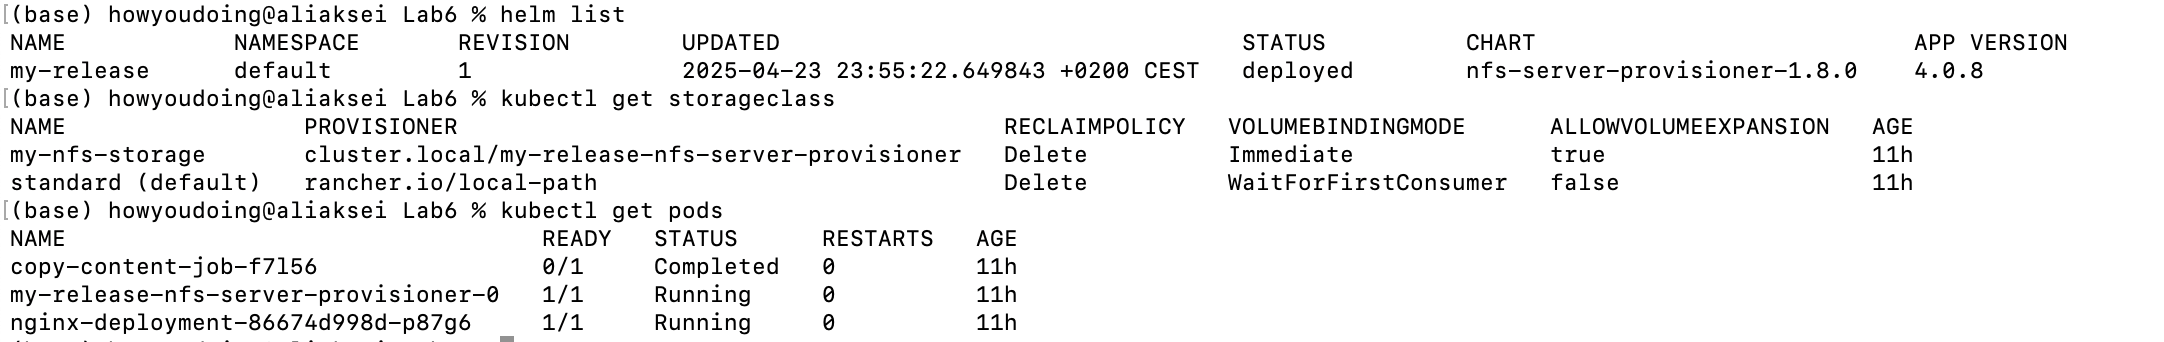 (base) howyoudoing@aliaksei Lab6 % helm list
NAME NAMESPACE REVISION UPDATED STATUS CHART APP VERSION
my-release default 1 2025-04-23 23:55:22.649843 +0200 CEST deployed nfs-server-provisioner-1.8.0 4.0.8
(base) howyoudoing@aliaksei Lab6 % kubectl get storageclass
NAME PROVISIONER RECLAIMPOLICY VOLUMEBINDINGMODE ALLOWVOLUMEEXPANSION AGE
my-nfs-storage cluster.local/my-release-nfs-server-provisioner Delete Immediate true 11h
standard (default) rancher.io/local-path Delete WaitForFirstConsumer false 11h
(base) howyoudoing@aliaksei Lab6 % kubectl get pods
NAME READY STATUS RESTARTS AGE
copy-content-job-f7l56 0/1 Completed 0 11h
my-release-nfs-server-provisioner-0 1/1 Running 0 11h
nginx-deployment-86674d998d-p87g6 1/1 Running 0 11h